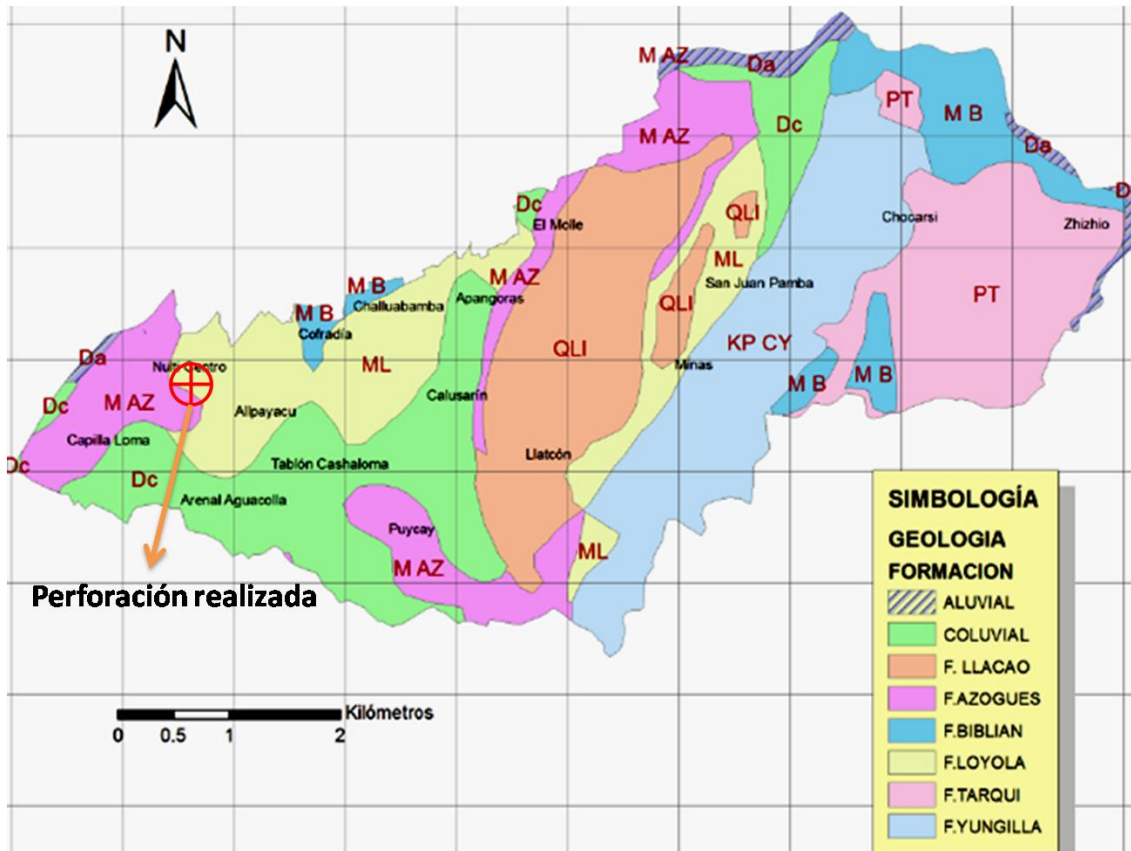 N
M AZ
Da
PT
M B
Dc
M AZ
Da
D
Dc
QLI
Chocarsi
Zhizhio
El Molle
ML
M AZ
San Juan Pamba
M B
Challuabamba
Apangoras
PT
M B
QLI
Cofradía
KP CY
QLI
Da
Nulti Centro
ML
Minas
M B
M B
Calusarín
Dc
M AZ
Allpayacu
Capilla Loma
Llatcón
Dc
Tablón Cashaloma
Dc
Arenal Aguacolla
Puycay
ML
M AZ
Perforación realizada
Kilómetros
0 0.5 1 2
SIMBOLOGÍA
GEOLOGIA
FORMACION
ALUVIAL
COLUVIAL
F. LLACAO
F.AZOGUES
F.BIBLIAN
F.LOYOLA
F.TARQUI
F.YUNGILLA